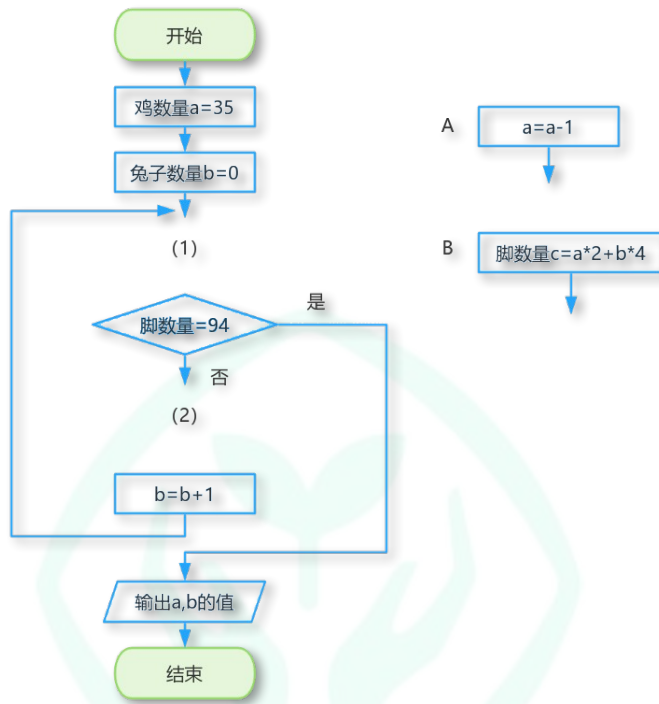 开始
鸡数量a=35
兔子数量b=0
(1)
脚数量=94
是
否
(2)
b=b+1
输出a,b的值
结束
A
a=a-1
B
脚数量c=a*2+b*4